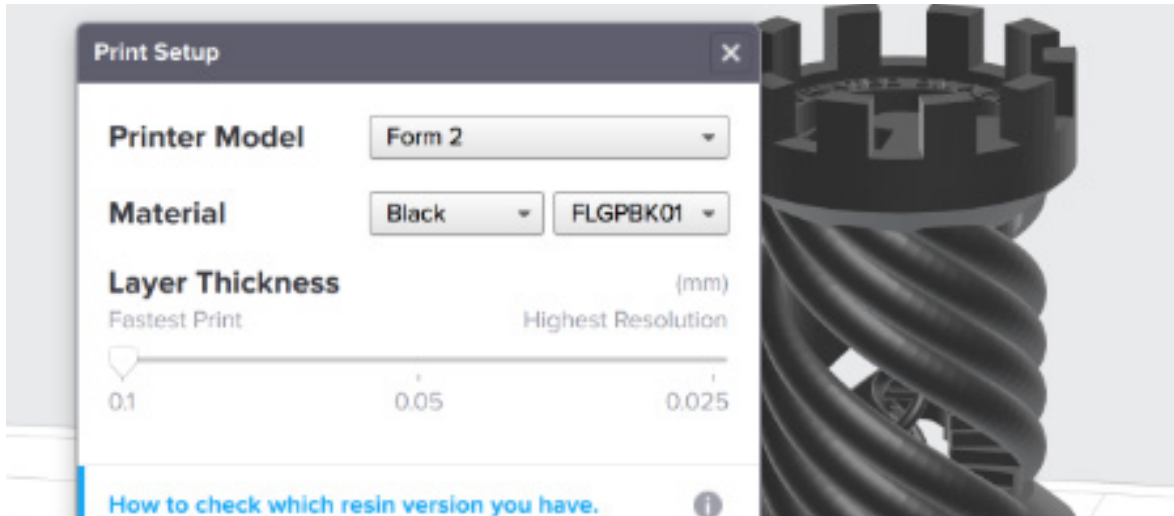 Print Setup
Printer Model Form 2
Material Black FLGPBK01
Layer Thickness (mm)
Fastest Print Highest Resolution
0.1 0.05 0.025
How to check which resin version you have.